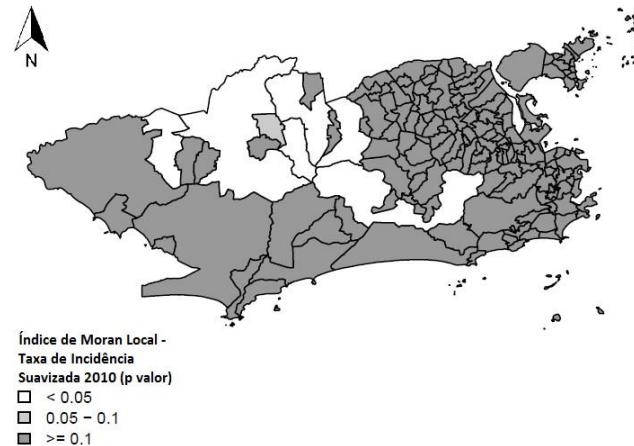 N
Índice de Moran Local -
Taxa de Incidência
Suavizada 2010 (p valor)
< 0.05
0.05 − 0.1
>= 0.1